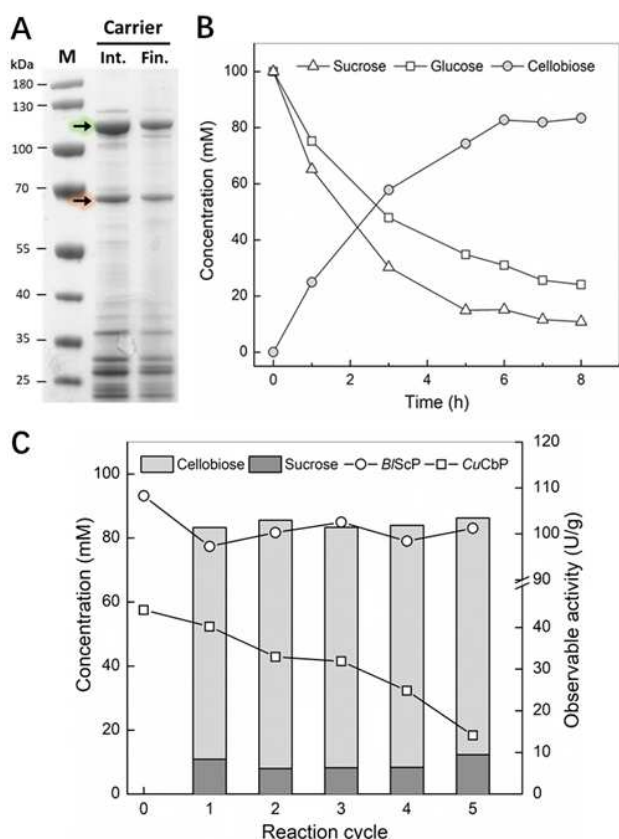 A
Carrier
M
Int. Fin.
kDa
180
130
100
70
55
40
35
25
B
Sucrose Glucose Cellobiose
Concentration (mM)
100
80
60
40
20
0
0 2 4 6 8
Time (h)
C
Cellobiose Sucrose BlScP CuCbP
Concentration (mM)
100
80
60
40
20
0
Observable activity (U/g)
120
110
100
90
40
30
20
10
0
0 1 2 3 4 5
Reaction cycle